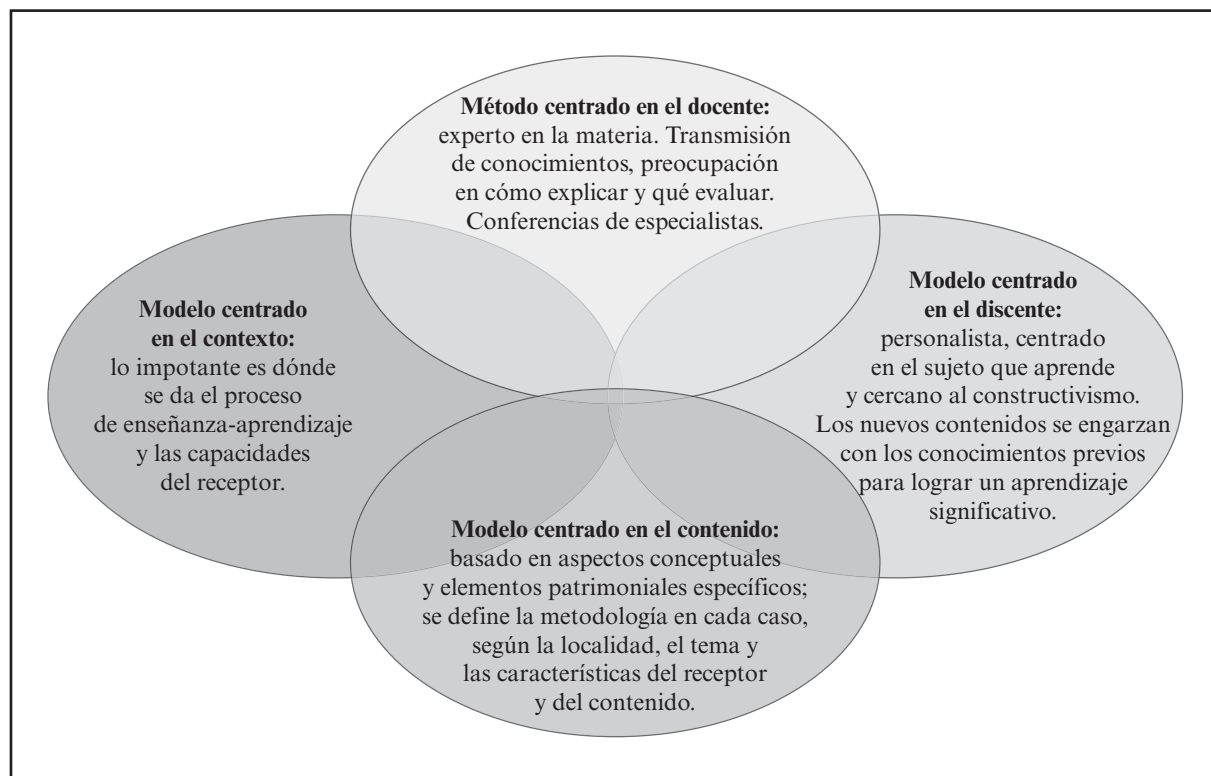 Método centrado en el docente:
experto en la materia. Transmisión
de conocimientos, preocupación
en cómo explicar y qué evaluar.
Conferencias de especialistas.
Modelo centrado
en el contexto:
lo impotante es dónde
se da el proceso
de enseñanza-aprendizaje
y las capacidades
del receptor.
Modelo centrado
en el discente:
personalista, centrado
en el sujeto que aprende
y cercano al constructivismo.
Los nuevos contenidos se engarzan
con los conocimientos previos
para lograr un aprendizaje
significativo.
Modelo centrado en el contenido:
basado en aspectos conceptuales
y elementos patrimoniales específicos;
se define la metodología en cada caso,
según la localidad, el tema y
las características del receptor
y del contenido.